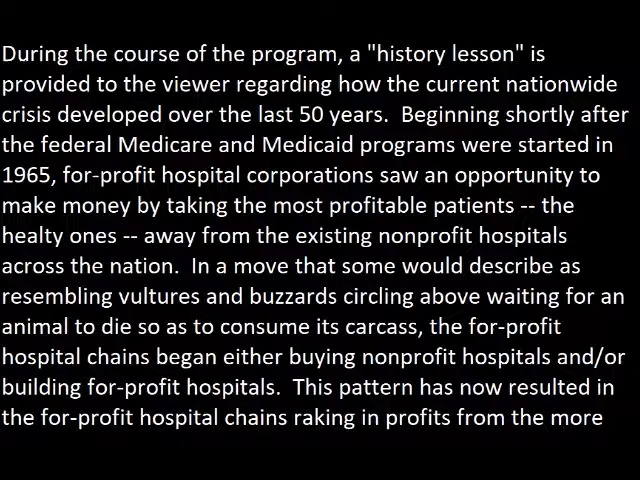 During the course of the program, a "history lesson" is
provided to the viewer regarding how the current nationwide
crisis developed over the last 50 years.  Beginning shortly after
the federal Medicare and Medicaid programs were started in
1965, for-profit hospital corporations saw an opportunity to
make money by taking the most profitable patients -- the
healty ones -- away from the existing nonprofit hospitals
across the nation.  In a move that some would describe as
resembling vultures and buzzards circling above waiting for an
animal to die so as to consume its carcass, the for-profit
hospital chains began either buying nonprofit hospitals and/or
building for-profit hospitals.  This pattern has now resulted in
the for-profit hospital chains raking in profits from the more